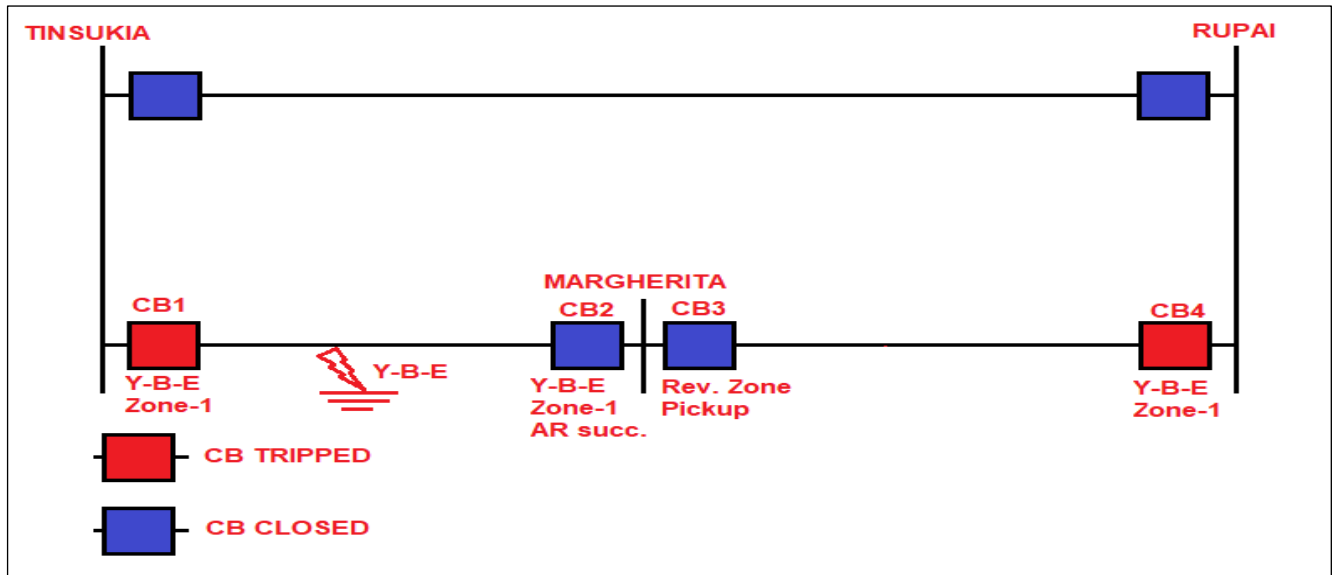 TINSUKIA
RUPAI
MARGHERITA
CB1
CB2
CB3
CB4
Y-B-E
Zone-1
Y-B-E
Y-B-E
Zone-1
AR succ.
Rev. Zone
Pickup
Y-B-E
Zone-1
CB TRIPPED
CB CLOSED